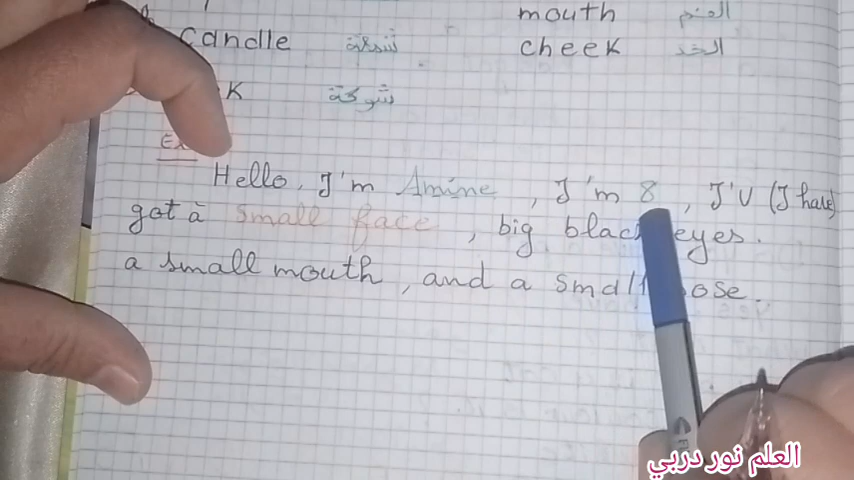 mouth الفم
candle شمعة
cheek الخد
K شوكة
Ex
Hello, I'm Amine, I'm 8, I'v (I have)
got à small face, big black eyes.
a small mouth, and a small nose.
العلم نور دربي